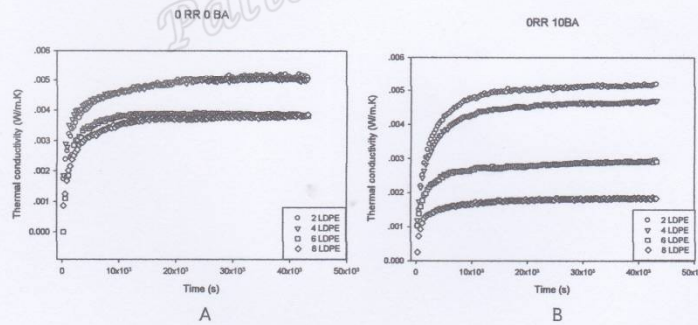 0 RR 0 BA
Thermal conductivity (W/m.K)
.006
.005
.004
.003
.002
.001
0.000
0
10x10³
20x10³
30x10³
40x10³
50x10³
Time (s)
2 LDPE
4 LDPE
6 LDPE
8 LDPE
A
0RR 10BA
Thermal conductivity (W/m.K)
.006
.005
.004
.003
.002
.001
0.000
0
10x10³
20x10³
30x10³
40x10³
Time (s)
2 LDPE
4 LDPE
6 LDPE
8 LDPE
B